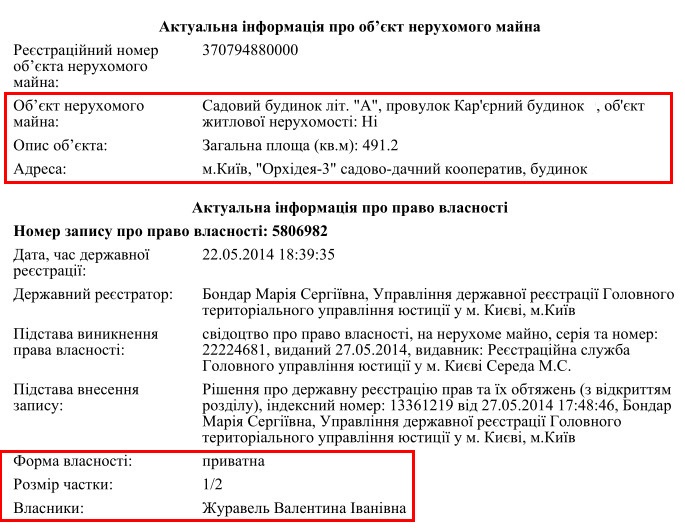 Актуальна інформація про об’єкт нерухомого майна
Реєстраційний номер об’єкта нерухомого майна: 370794880000
Об’єкт нерухомого майна: Садовий будинок літ. "А", провулок Кар'єрний будинок , об'єкт житлової нерухомості: Ні
Опис об’єкта: Загальна площа (кв.м): 491.2
Адреса: м.Київ, "Орхідея-3" садово-дачний кооператив, будинок
Актуальна інформація про право власності
Номер запису про право власності: 5806982
Дата, час державної реєстрації: 22.05.2014 18:39:35
Державний реєстратор: Бондар Марія Сергіївна, Управління державної реєстрації Головного територіального управління юстиції у м. Києві, м.Київ
Підстава виникнення права власності: свідоцтво про право власності, на нерухоме майно, серія та номер: 22224681, виданий 27.05.2014, видавник: Реєстраційна служба Головного управління юстиції у м. Києві Середа М.С.
Підстава внесення запису: Рішення про державну реєстрацію прав та їх обтяжень (з відкриттям розділу), індексний номер: 13361219 від 27.05.2014 17:48:46, Бондар Марія Сергіївна, Управління державної реєстрації Головного територіального управління юстиції у м. Києві, м.Київ
Форма власності: приватна
Розмір частки: 1/2
Власники: Журавель Валентина Іванівна